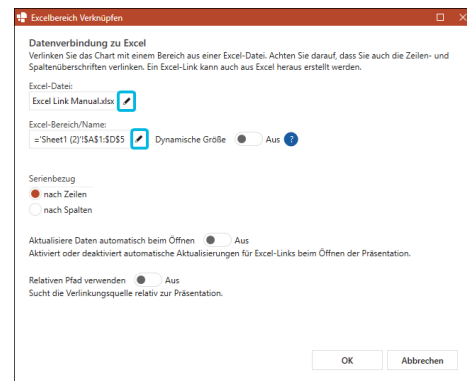 Excelbereich Verknüpfen
Datenverbindung zu Excel
Verlinken Sie das Chart mit einem Bereich aus einer Excel-Datei. Achten Sie darauf, dass Sie auch die Zeilen- und
Spaltenüberschriften verlinken. Ein Excel-Link kann auch aus Excel heraus erstellt werden.
Excel-Datei:
Excel Link Manual.xlsx
Excel-Bereich/Name:
='Sheet1 (2)'!$A$1:$D$5 Dynamische Größe Aus ?
Serienbezug
nach Zeilen
nach Spalten
Aktualisiere Daten automatisch beim Öffnen Aus
Aktiviert oder deaktiviert automatische Aktualisierungen für Excel-Links beim Öffnen der Präsentation.
Relativen Pfad verwenden Aus
Sucht die Verlinkungsquelle relativ zur Präsentation.
OK Abbrechen